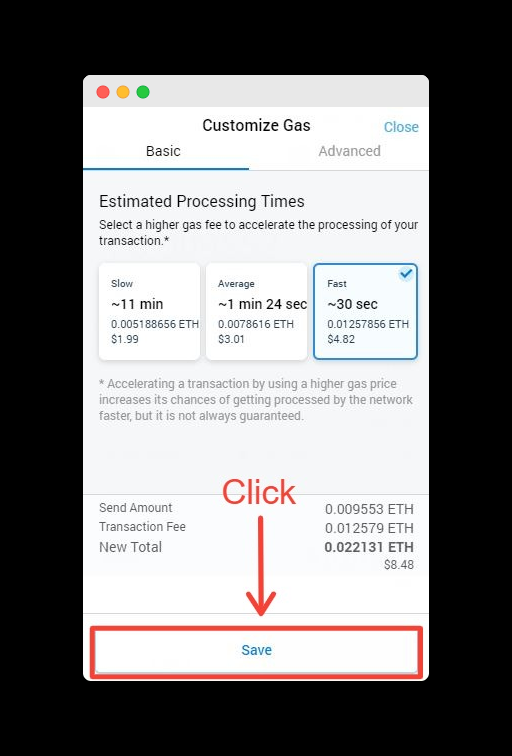 Customize Gas
Close
Basic
Advanced
Estimated Processing Times
Select a higher gas fee to accelerate the processing of your
transaction.*
Slow
~11 min
0.005188656 ETH
$1.99
Average
~1 min 24 sec
0.0078616 ETH
$3.01
Fast
~30 sec
0.01257856 ETH
$4.82
* Accelerating a transaction by using a higher gas price
increases its chances of getting processed by the network
faster, but it is not always guaranteed.
Click
Send Amount 0.009553 ETH
Transaction Fee 0.012579 ETH
New Total 0.022131 ETH
$8.48
Save